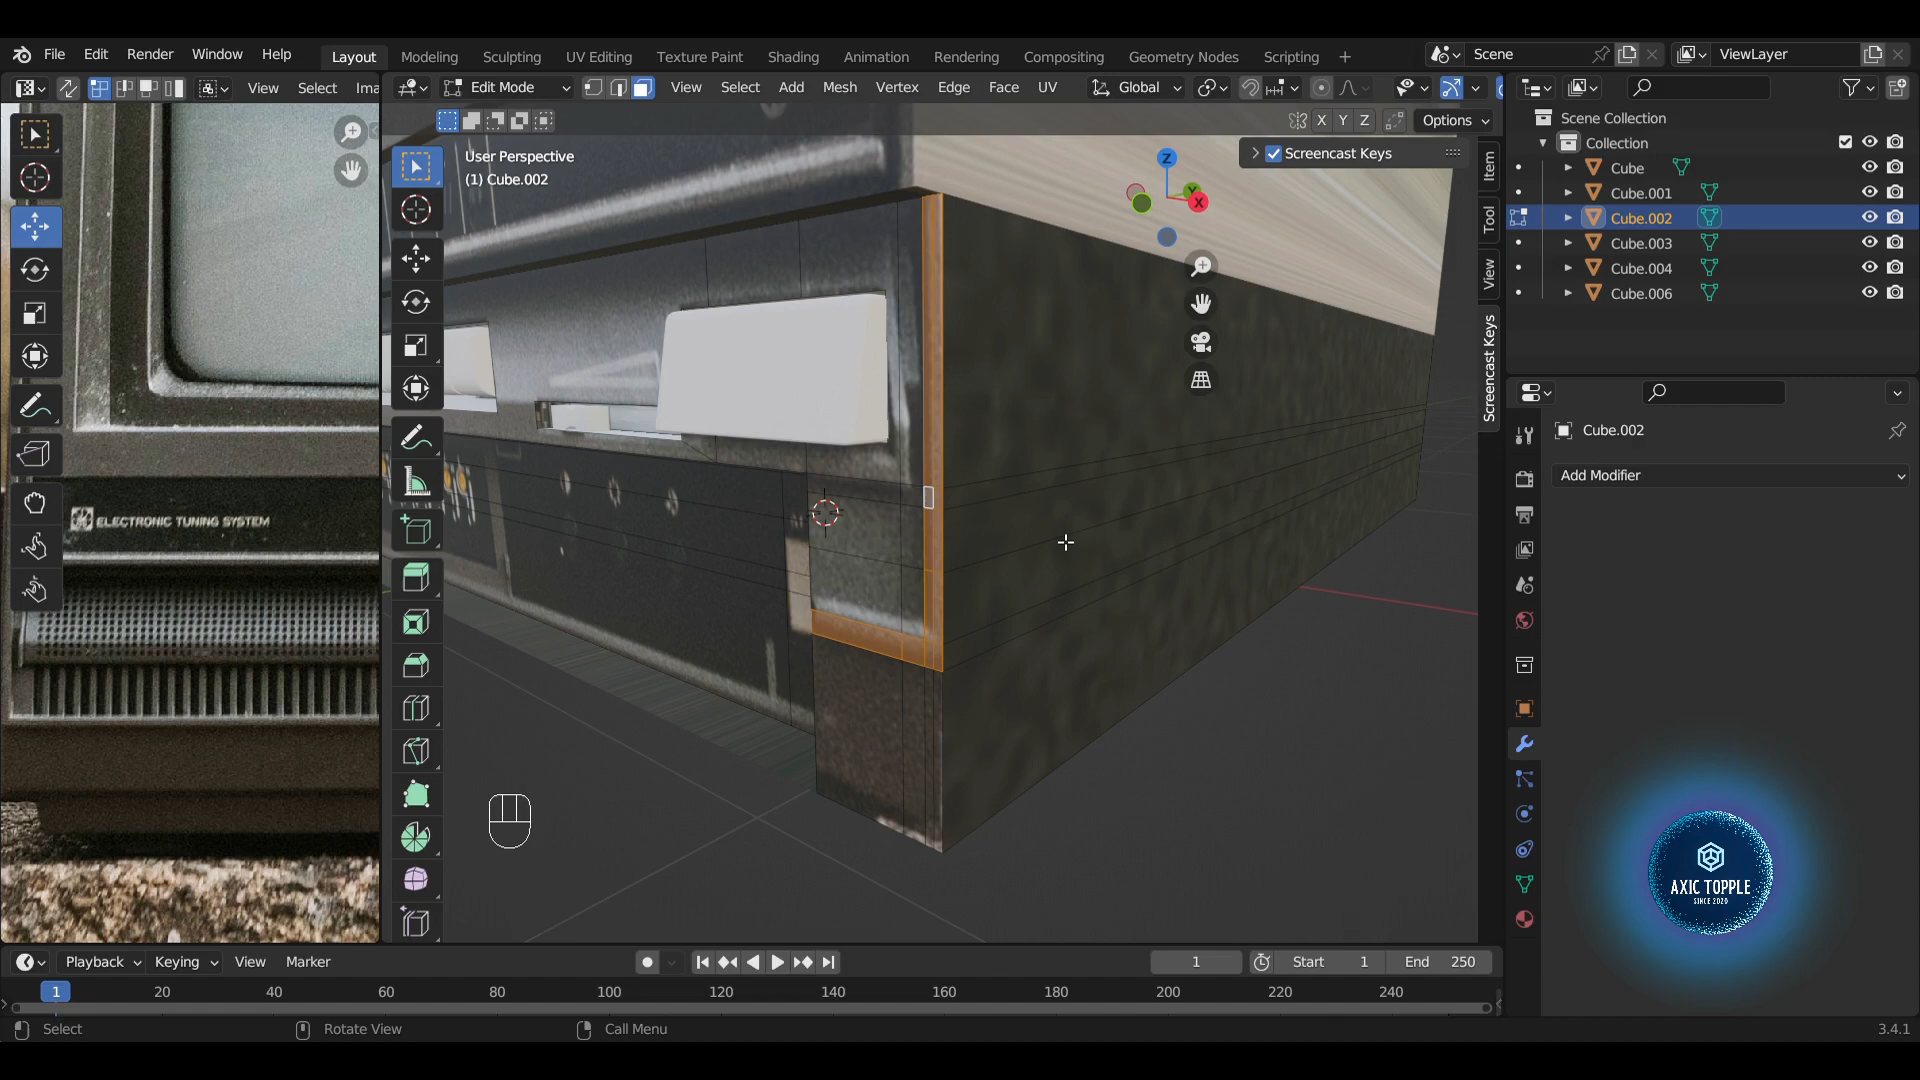 File Edit Render Window Help Layout Modeling Sculpting UV Editing Texture Paint Shading Animation Rendering Compositing Geometry Nodes Scripting + Scene ViewLayer
View Select Ima Edit Mode View Select Add Mesh Vertex Edge Face UV Global
X Y Z Options
User Perspective
(1) Cube.002
Screencast Keys
Z
Y
X
Item
Tool
View
Screencast Keys
Scene Collection
Collection
Cube
Cube.001
Cube.002
Cube.003
Cube.004
Cube.006
Cube.002
Add Modifier
ELECTRONIC TUNING SYSTEM
AXIC TOPPLE
SINCE 2020
Playback Keying View Marker 1 Start 1 End 250
1 20 40 60 80 100 120 140 160 180 200 220 240
Select Rotate View Call Menu 3.4.1